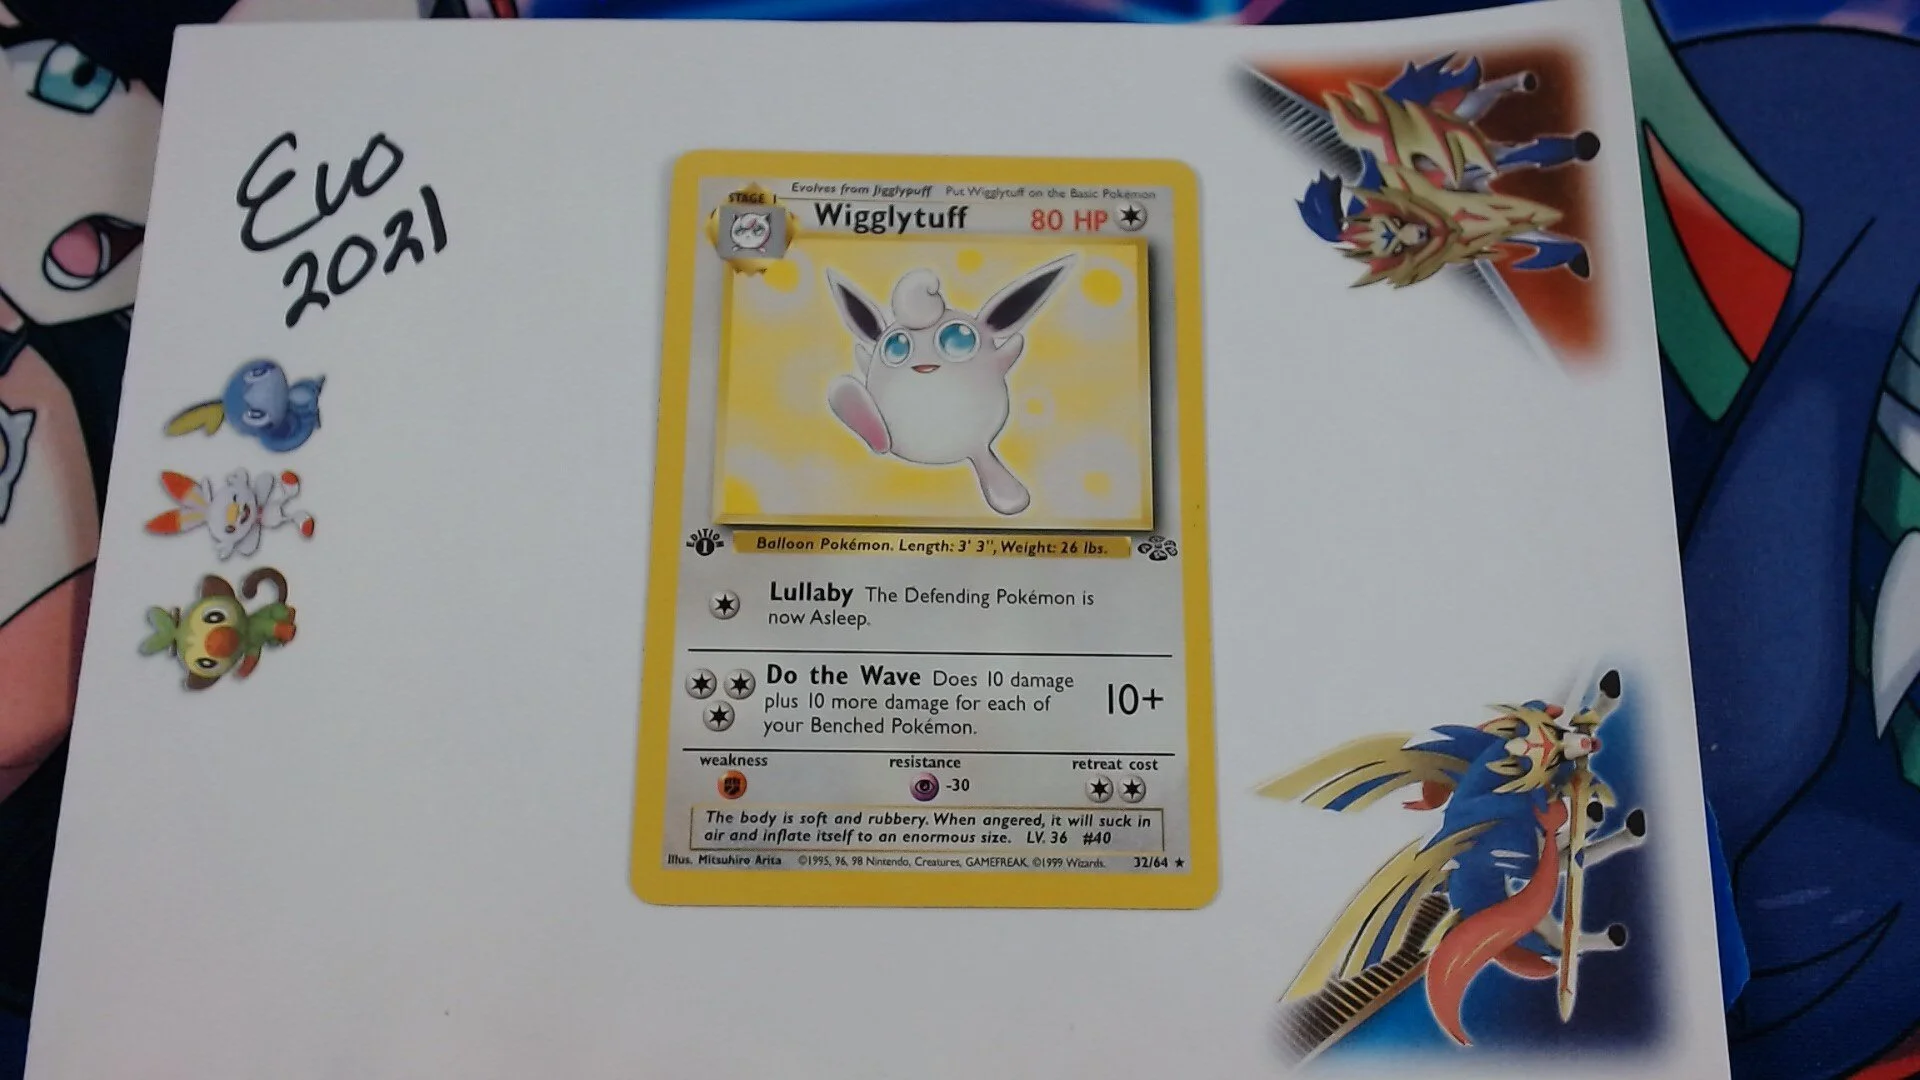 Evo
2021
STAGE 1
Evolves from Jigglypuff Put Wigglytuff on the Basic Pokémon
Wigglytuff 80 HP
EDITION
1
Balloon Pokémon. Length: 3' 3", Weight: 26 lbs.
Lullaby The Defending Pokémon is
now Asleep.
Do the Wave Does 10 damage
plus 10 more damage for each of
your Benched Pokémon.
10+
weakness resistance retreat cost
-30
The body is soft and rubbery. When angered, it will suck in
air and inflate itself to an enormous size. LV. 36 #40
Illus. Mitsuhiro Arita ©1995, 96, 98 Nintendo, Creatures, GAMEFREAK. ©1999 Wizards. 32/64 ★